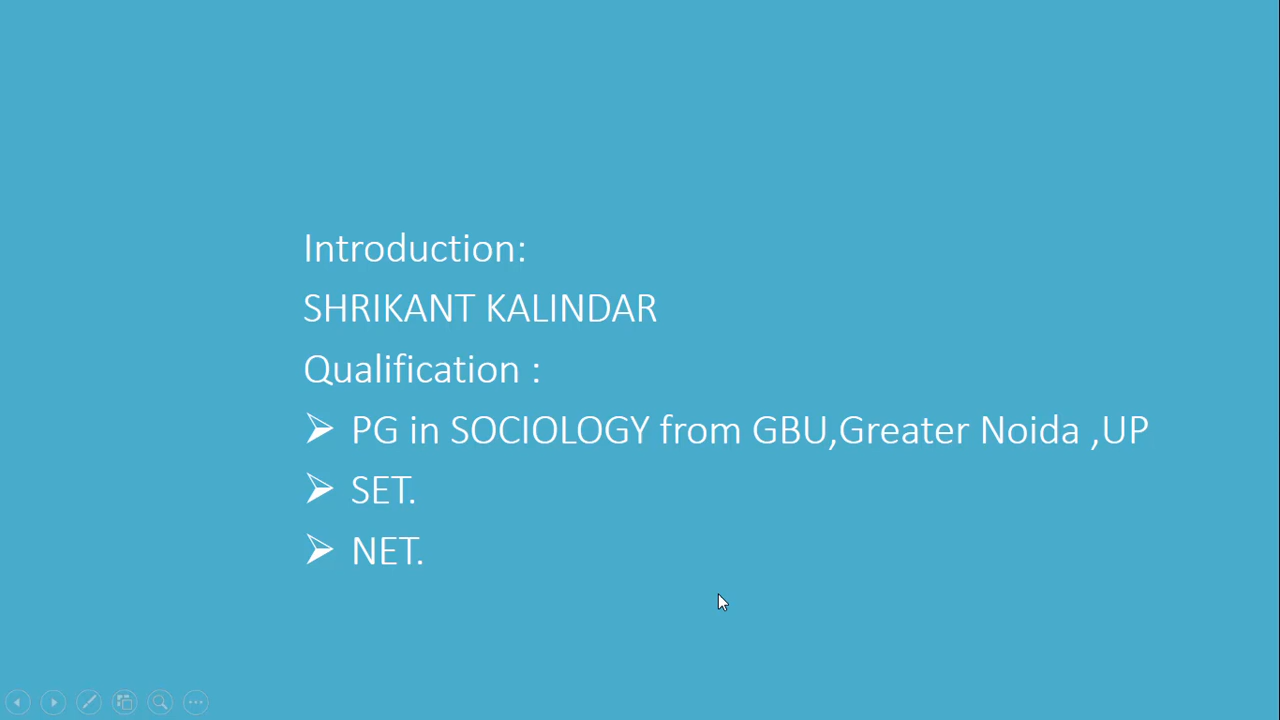 Introduction:
SHRIKANT KALINDAR
Qualification :
➢ PG in SOCIOLOGY from GBU,Greater Noida ,UP
➢ SET.
➢ NET.